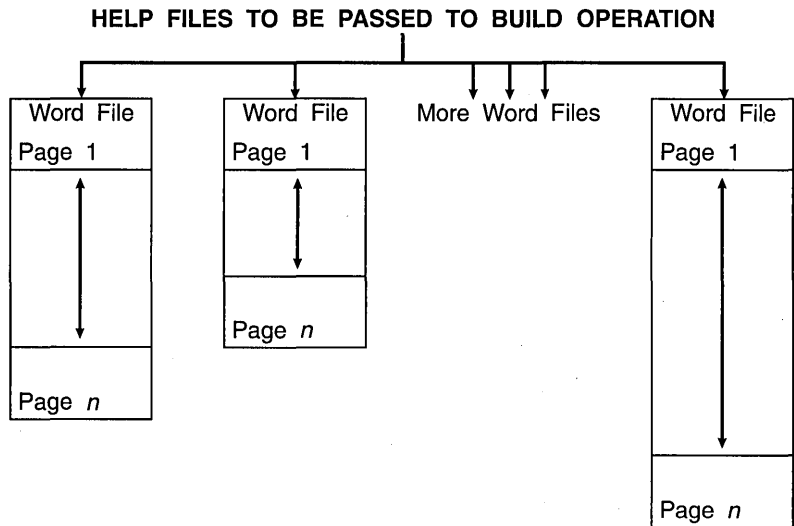 HELP FILES TO BE PASSED TO BUILD OPERATION
Word File
Page 1
Page n
Word File
Page 1
Page n
More Word Files
Word File
Page 1
Page n